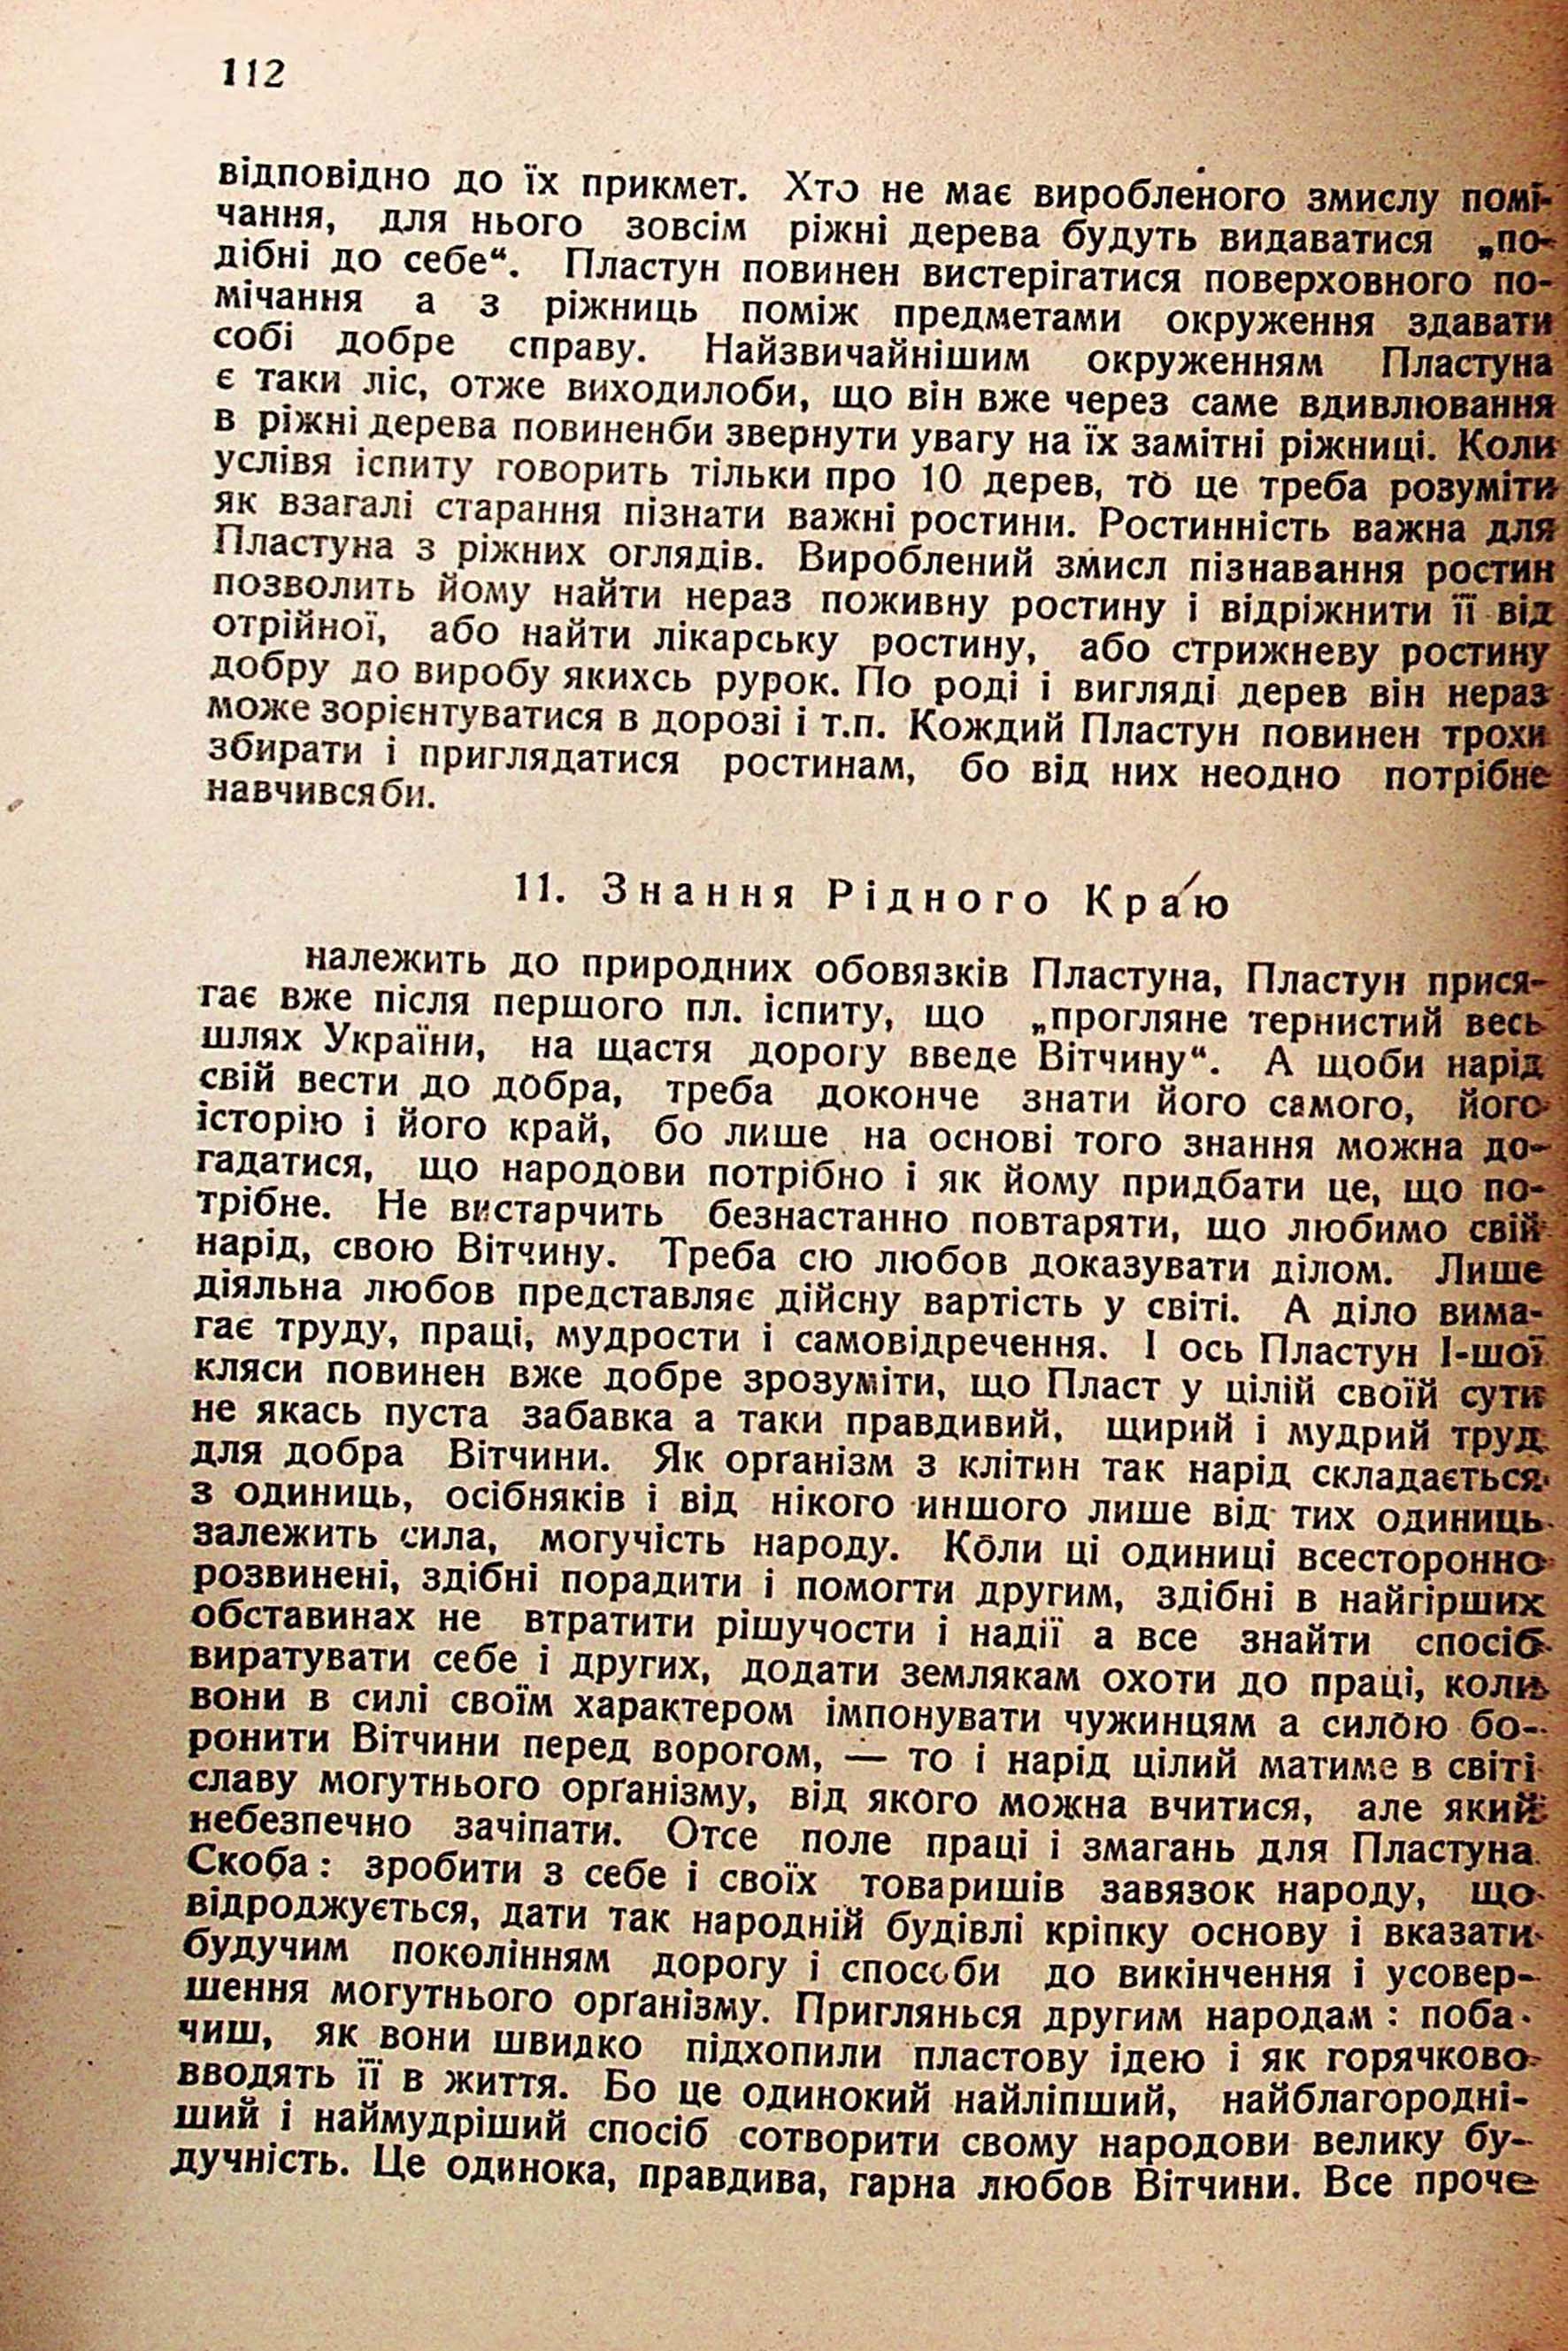 112
відповідно до їх прикмет. Хто не має виробленого змислу помі-
чання, для нього зовсім ріжні дерева будуть видаватися „по-
дібні до себе“. Пластун повинен вистерігатися поверховного по-
мічання а з ріжниць поміж предметами окруження здавати
собі добре справу. Найзвичайнішим окруженням Пластуна
є таки ліс, отже виходилоби, що він вже через саме вдивлювання
в ріжні дерева повиненби звернути увагу на їх замітні ріжниці. Коли
услівя іспиту говорить тільки про 10 дерев, то це треба розуміти
як взагалі старання пізнати важні ростини. Ростинність важна для
Пластуна з ріжних оглядів. Вироблений змисл пізнавання ростин
позволить йому найти нераз поживну ростину і відріжнити її від
отрійної, або найти лікарську ростину, або стрижневу ростину
добру до виробу якихсь рурок. По роді і вигляді дерев він нераз
може зорієнтуватися в дорозі і т.п. Кождий Пластун повинен трохи
збирати і приглядатися ростинам, бо від них неодно потрібне
навчивсяби.
11. Знання Рідного Краю
належить до природних обовязків Пластуна, Пластун прися-
гає вже після першого пл. іспиту, що „прогляне тернистий весь
шлях України, на щастя дорогу введе Вітчину“. А щоби нарід
свій вести до добра, треба доконче знати його самого, його
історію і його край, бо лише на основі того знання можна до-
гадатися, що народови потрібно і як йому придбати це, що по-
трібне. Не вистарчить безнастанно повтаряти, що любимо свій
нарід, свою Вітчину. Треба сю любов доказувати ділом. Лише
діяльна любов представляє дійсну вартість у світі. А діло вима-
гає труду, праці, мудрости і самовідречення. І ось Пластун І-шої
кляси повинен вже добре зрозуміти, що Пласт у цілій своїй сути
не якась пуста забавка а таки правдивий, щирий і мудрий труд
для добра Вітчини. Як орґанізм з клітин так нарід складається
з одиниць, осібняків і від нікого иншого лише від тих одиниць
залежить сила, могучість народу. Коли ці одиниці всесторонно
розвинені, здібні порадити і помогти другим, здібні в найгірших
обставинах не втратити рішучости і надії а все знайти спосіб
виратувати себе і других, додати землякам охоти до праці, коли
вони в силі своїм характером імпонувати чужинцям а силою бо-
ронити Вітчини перед ворогом, — то і нарід цілий матиме в світі
славу могутнього орґанізму, від якого можна вчитися, але який
небезпечно зачіпати. Отсе поле праці і змагань для Пластуна
Скоба: зробити з себе і своїх товаришів завязок народу, що
відроджується, дати так народній будівлі кріпку основу і вказати
будучим поколінням дорогу і способи до викінчення і усовер-
шення могутнього орґанізму. Приглянься другим народам: поба-
чиш, як вони швидко підхопили пластову ідею і як горячково
вводять її в життя. Бо це одинокий найліпший, найблагородні-
ший і наймудріший спосіб сотворити свому народови велику бу-
дучність. Це одинока, правдива, гарна любов Вітчини. Все проче